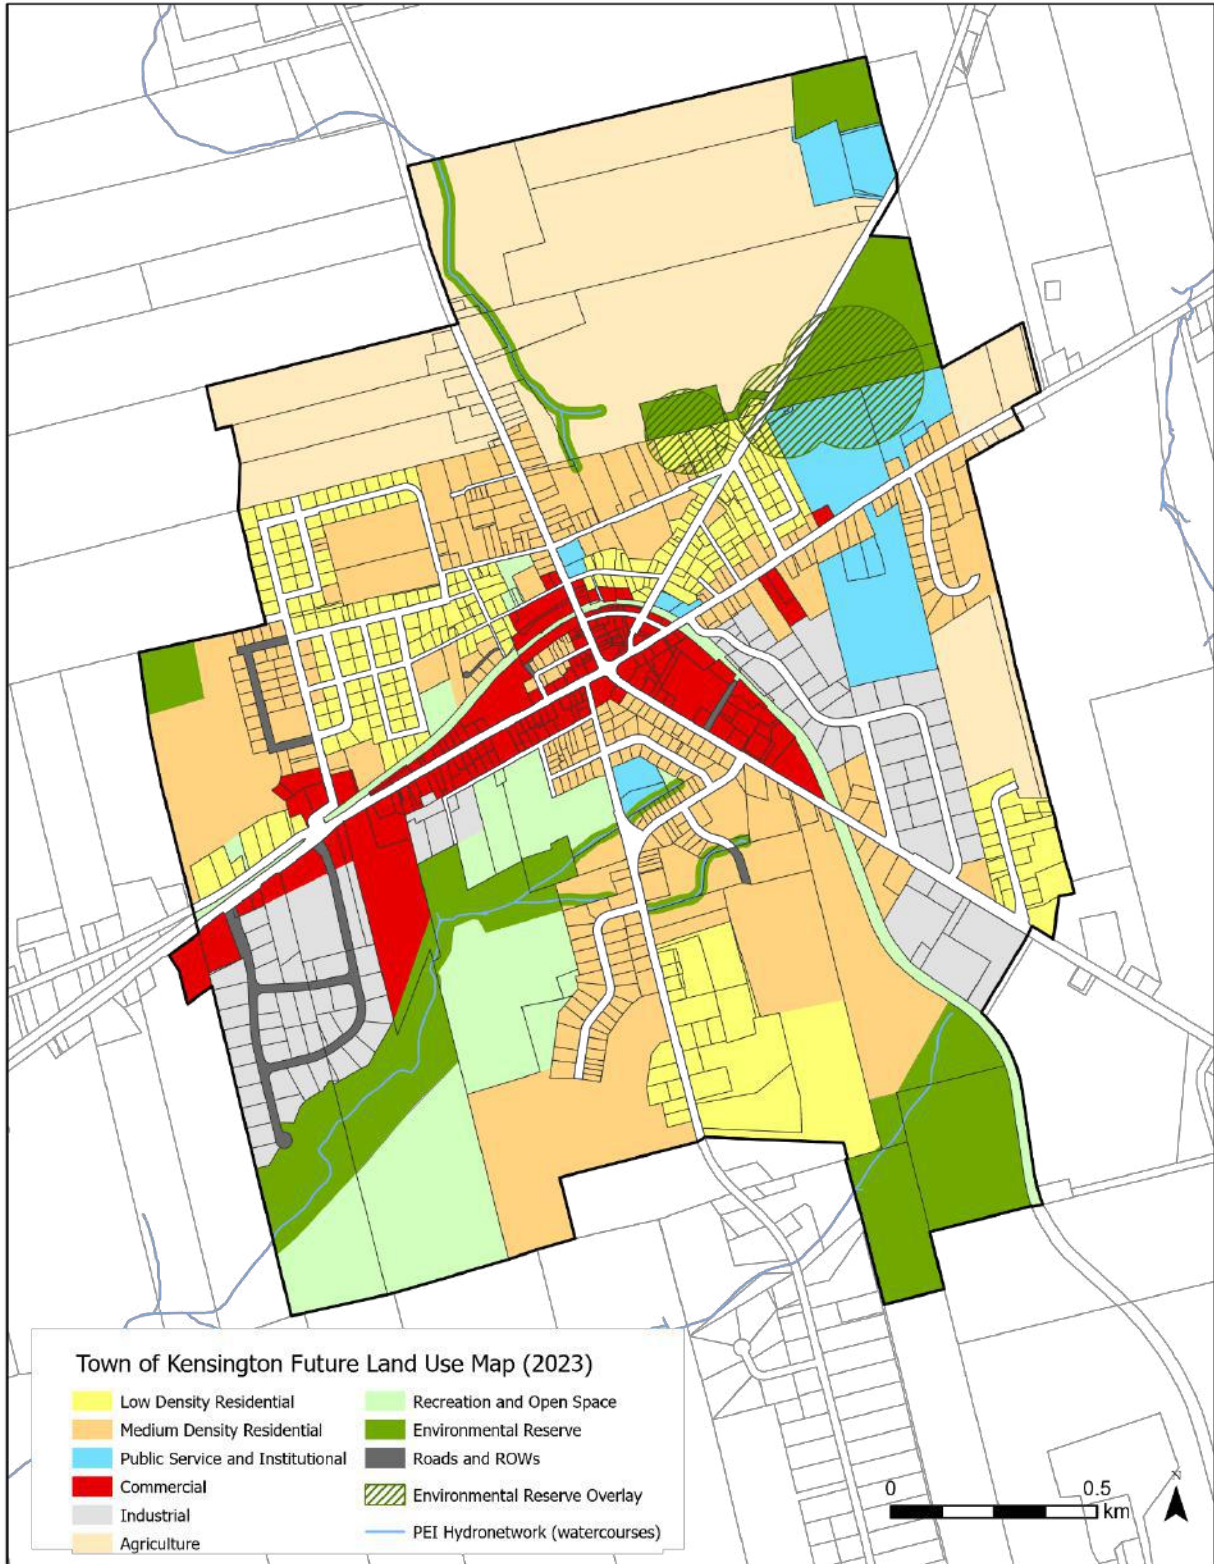 Town of Kensington Future Land Use Map (2023)
Low Density Residential
Medium Density Residential
Public Service and Institutional
Commercial
Industrial
Agriculture
Recreation and Open Space
Environmental Reserve
Roads and ROWs
Environmental Reserve Overlay
PEI Hydronetwork (watercourses)
0 0.5
km
N